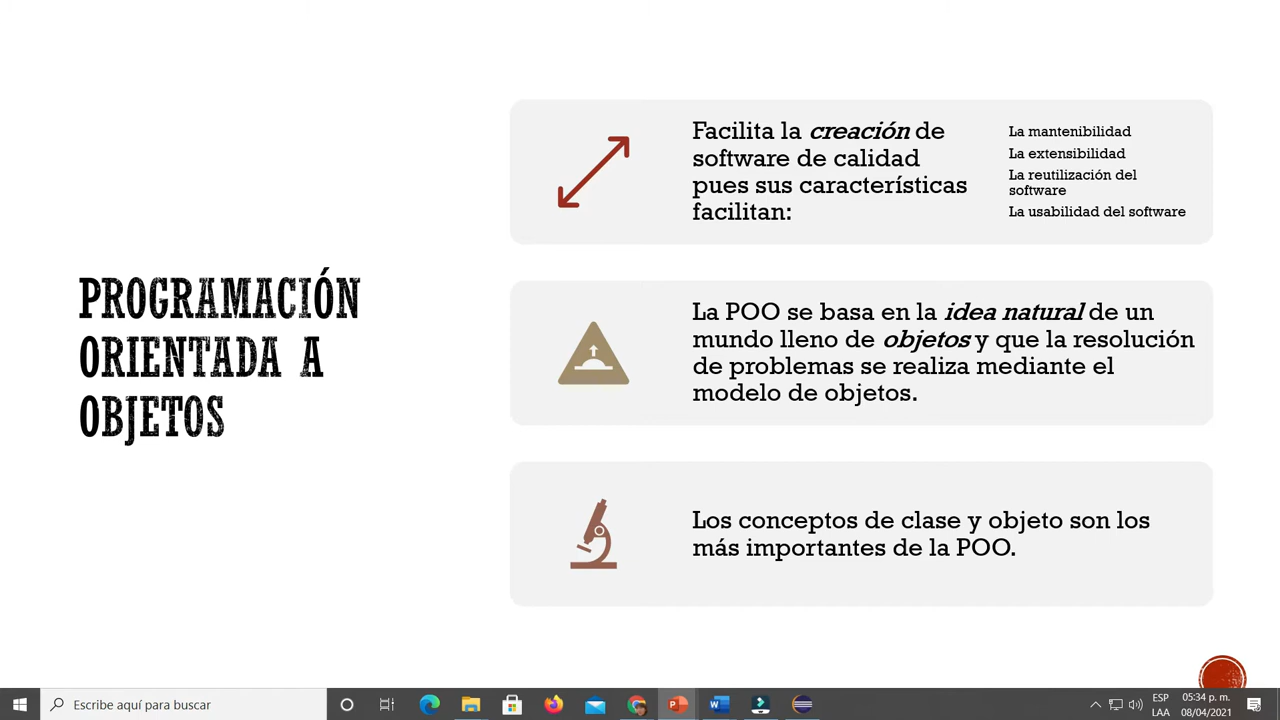 PROGRAMACIÓN
ORIENTADA A
OBJETOS
Facilita la creación de
software de calidad
pues sus características
facilitan:
La mantenibilidad
La extensibilidad
La reutilización del
software
La usabilidad del software
La POO se basa en la idea natural de un
mundo lleno de objetos y que la resolución
de problemas se realiza mediante el
modelo de objetos.
Los conceptos de clase y objeto son los
más importantes de la POO.
Escribe aquí para buscar
ESP
LAA
05:34 p. m.
08/04/2021